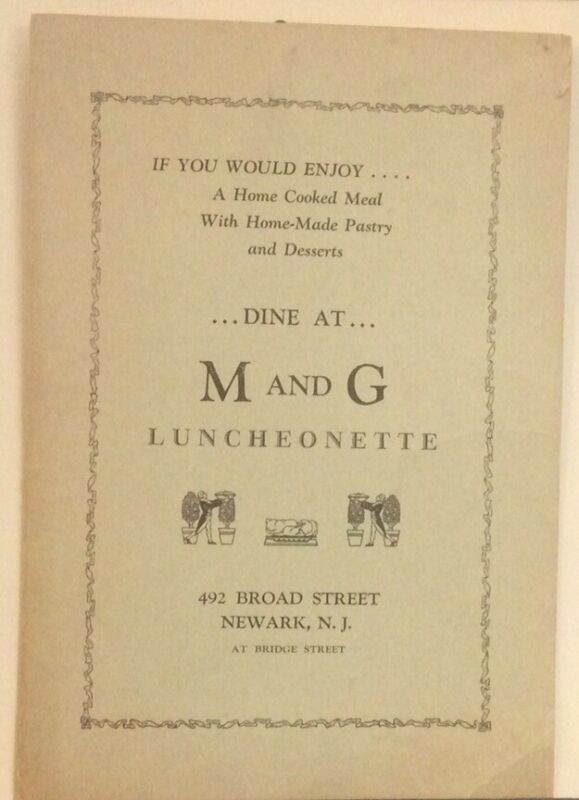 IF YOU WOULD ENJOY . . . .
A Home Cooked Meal
With Home-Made Pastry
and Desserts
. . . DINE AT . . .
M AND G
LUNCHEONETTE
492 BROAD STREET
NEWARK, N. J.
AT BRIDGE STREET